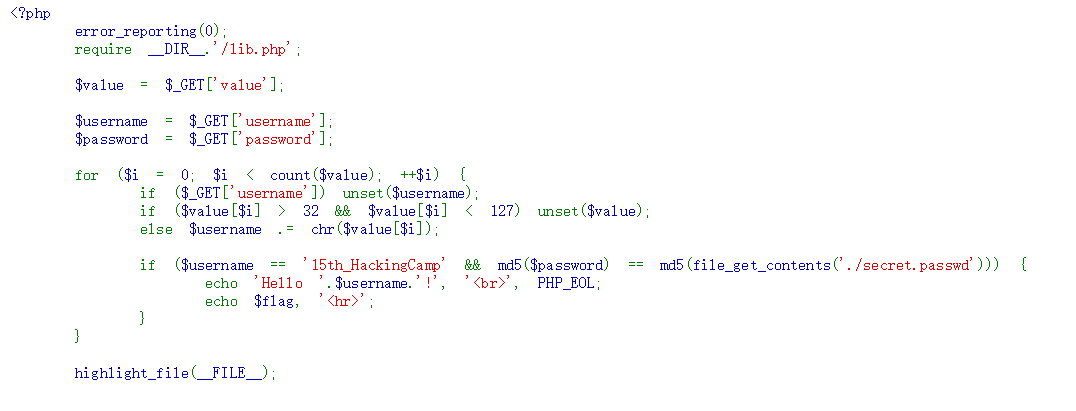 <?php
error_reporting(0);
require __DIR__.'/lib.php';
$value = $_GET['value'];
$username = $_GET['username'];
$password = $_GET['password'];
for ($i = 0; $i < count($value); ++$i) {
if ($_GET['username']) unset($username);
if ($value[$i] > 32 && $value[$i] < 127) unset($value);
else $username .= chr($value[$i]);
if ($username == '15th_HackingCamp' && md5($password) == md5(file_get_contents('./secret.passwd'))) {
echo 'Hello '.$username.'!', '<br>', PHP_EOL;
echo $flag, '<hr>';
}
}
highlight_file(__FILE__);